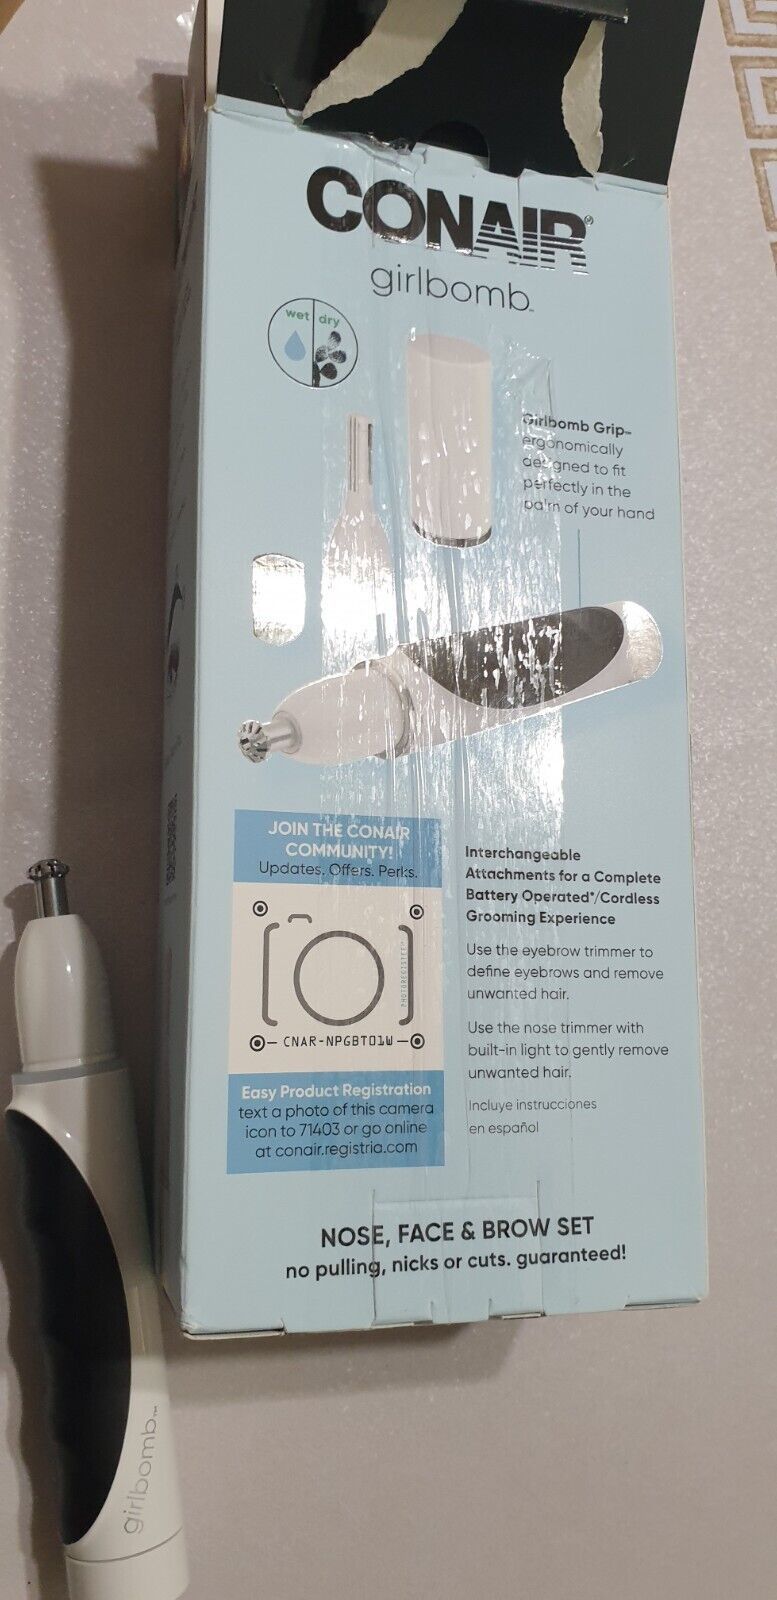 CONAIR®
girlbomb™
wet dry
Girlbomb Grip™
ergonomically
designed to fit
perfectly in the
palm of your hand
JOIN THE CONAIR
COMMUNITY!
Updates. Offers. Perks.
PHOTOREGISTER™
CNAR-NPGBT01W
Easy Product Registration
text a photo of this camera
icon to 71403 or go online
at conair.registria.com
Interchangeable
Attachments for a Complete
Battery Operated*/Cordless
Grooming Experience
Use the eyebrow trimmer to
define eyebrows and remove
unwanted hair.
Use the nose trimmer with
built-in light to gently remove
unwanted hair.
Incluye instrucciones
en español
NOSE, FACE & BROW SET
no pulling, nicks or cuts. guaranteed!
girlbomb™